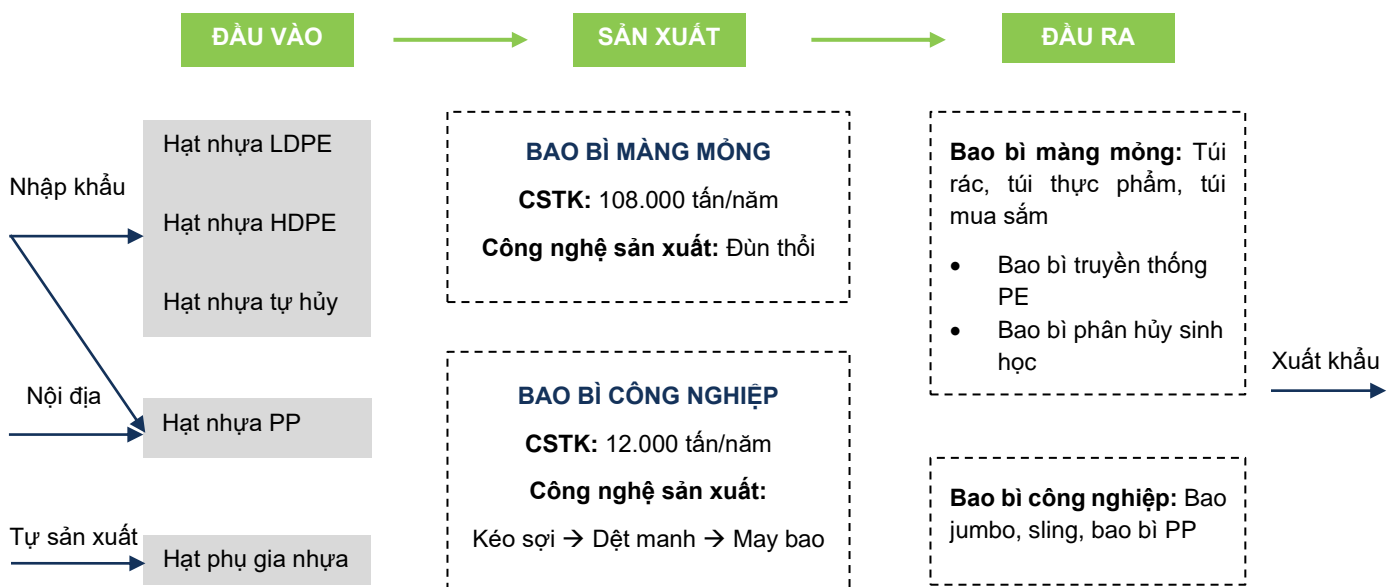 ĐẦU VÀO
SẢN XUẤT
ĐẦU RA
Nhập khẩu
Nội địa
Tự sản xuất
Hạt nhựa LDPE
Hạt nhựa HDPE
Hạt nhựa tự hủy
Hạt nhựa PP
Hạt phụ gia nhựa
BAO BÌ MÀNG MỎNG
CSTK: 108.000 tấn/năm
Công nghệ sản xuất: Đùn thổi
BAO BÌ CÔNG NGHIỆP
CSTK: 12.000 tấn/năm
Công nghệ sản xuất:
Kéo sợi → Dệt manh → May bao
Bao bì màng mỏng: Túi
rác, túi thực phẩm, túi
mua sắm
• Bao bì truyền thống
PE
• Bao bì phân hủy sinh
học
Bao bì công nghiệp: Bao
jumbo, sling, bao bì PP
Xuất khẩu